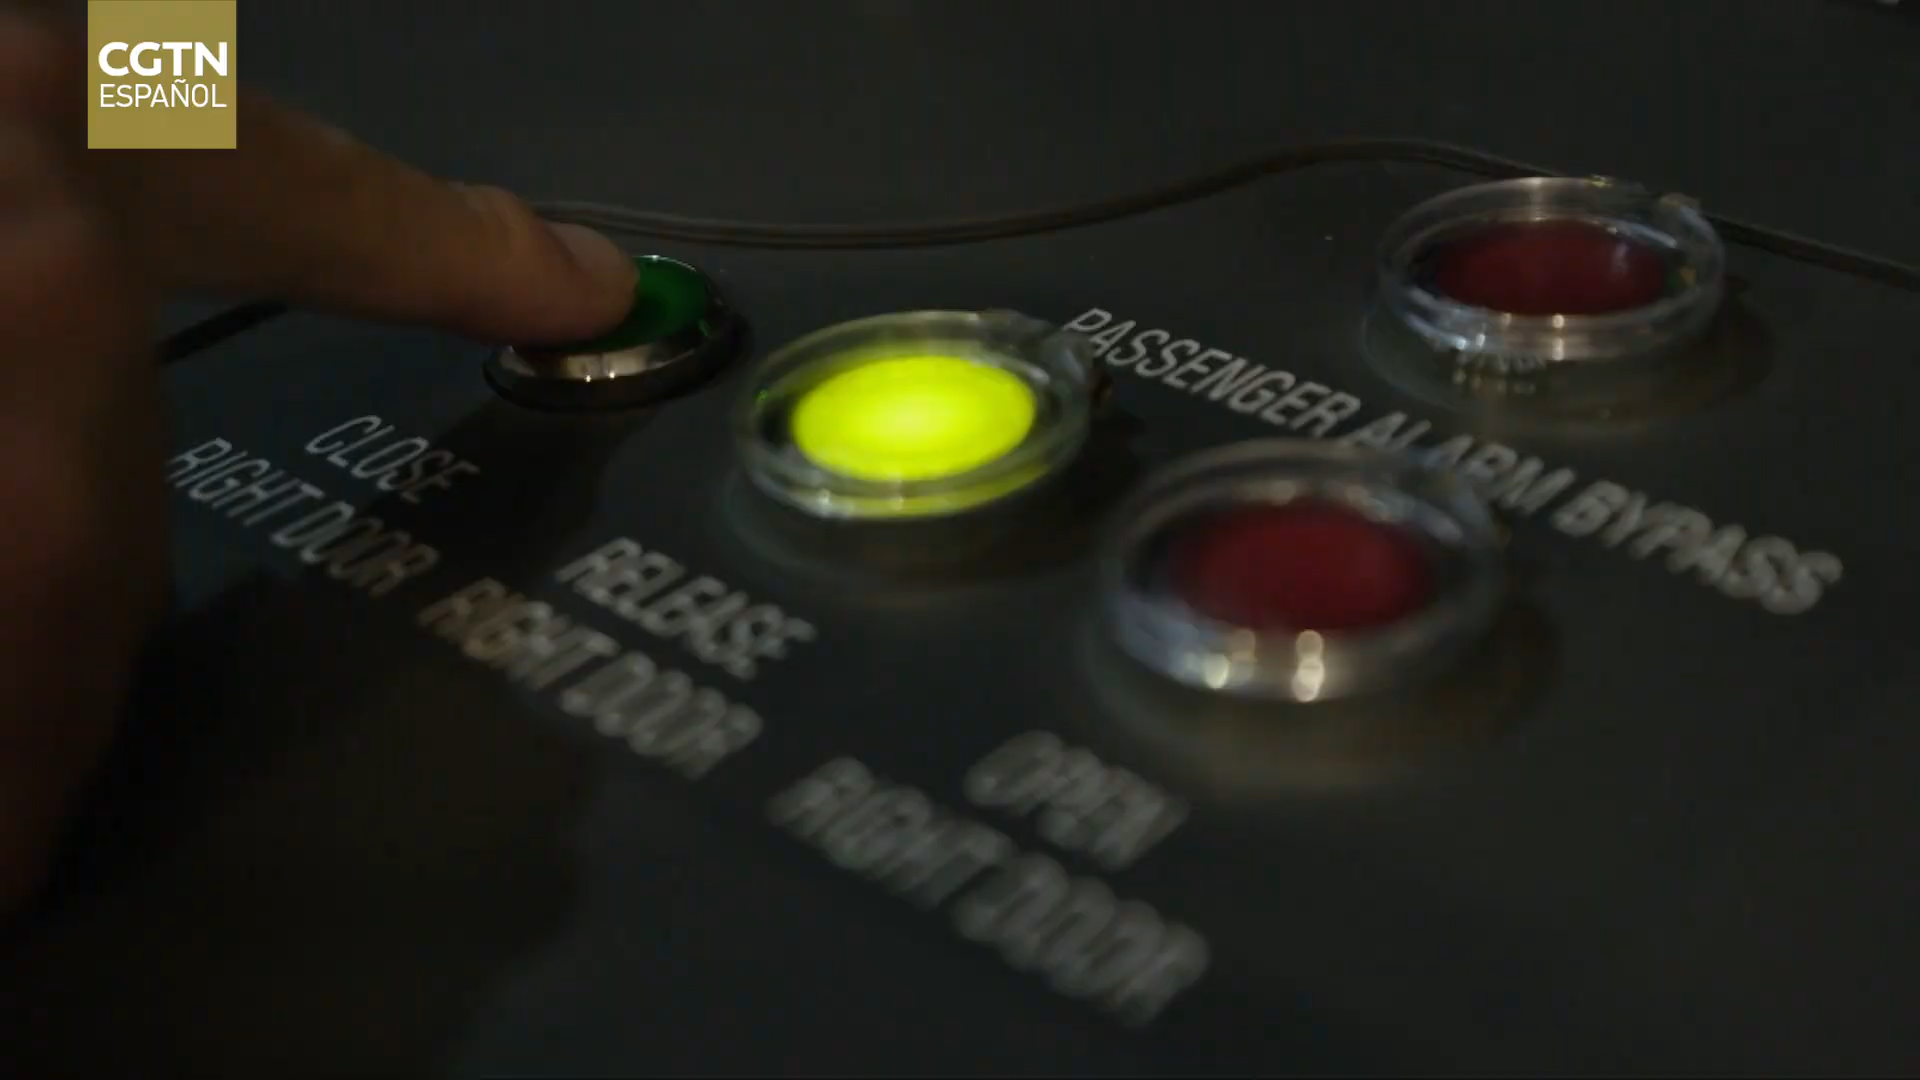 CGTN
ESPAÑOL
CLOSE
RIGHT DOOR
RELEASE
RIGHT DOOR
PASSENGER ALARM BYPASS
OPEN
RIGHT DOOR